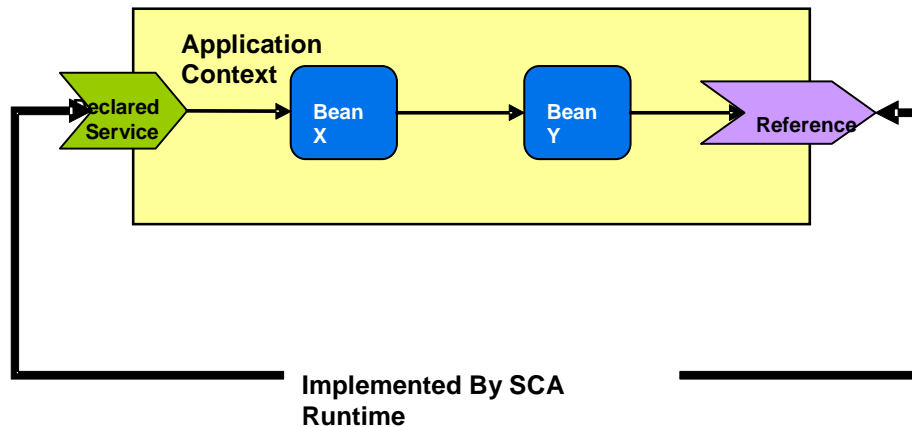 Application
Context
Declared
Service
Bean
X
Bean
Y
Reference
Implemented By SCA
Runtime